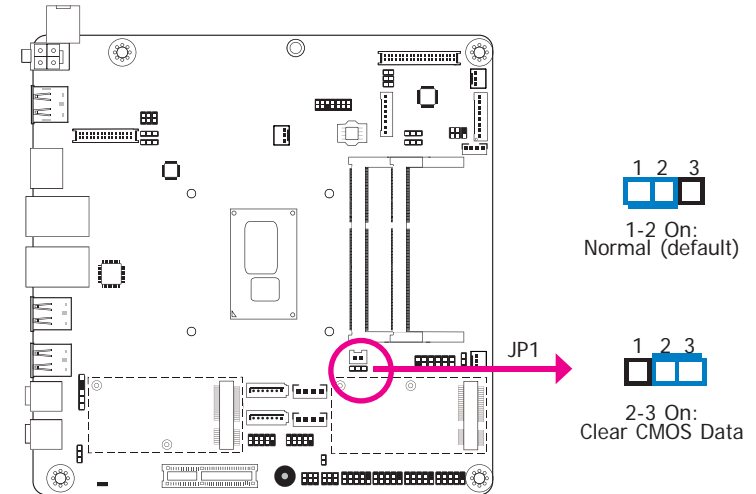 1 2 3
1-2 On:
Normal (default)
JP1
1 2 3
2-3 On:
Clear CMOS Data